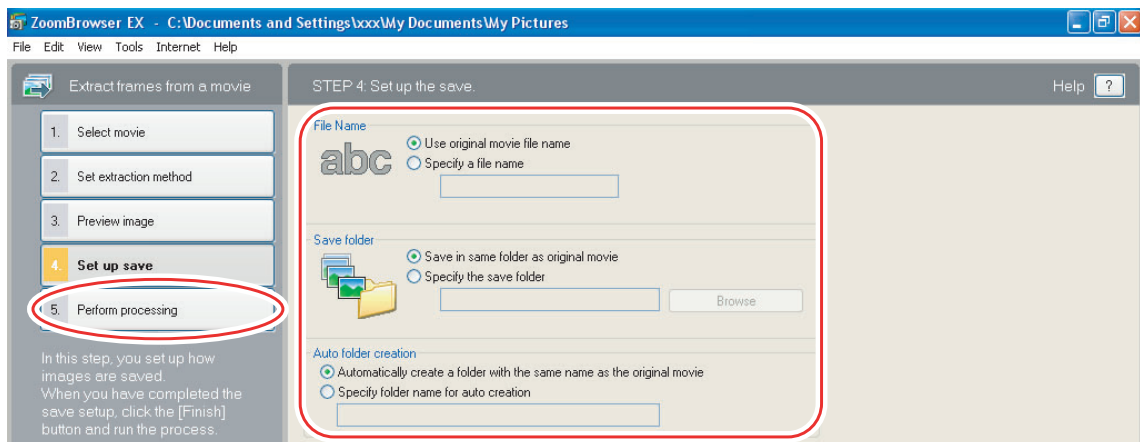 ZoomBrowser EX - C:\Documents and Settings\xxx\My Documents\My Pictures
File Edit View Tools Internet Help
Extract frames from a movie
STEP 4: Set up the save.
Help ?
1. Select movie
2. Set extraction method
3. Preview image
4. Set up save
5. Perform processing
In this step, you set up how
images are saved.
When you have completed the
save setup, click the [Finish]
button and run the process.
File Name
abc
Use original movie file name
Specify a file name
Save folder
Save in same folder as original movie
Specify the save folder
Browse
Auto folder creation
Automatically create a folder with the same name as the original movie
Specify folder name for auto creation